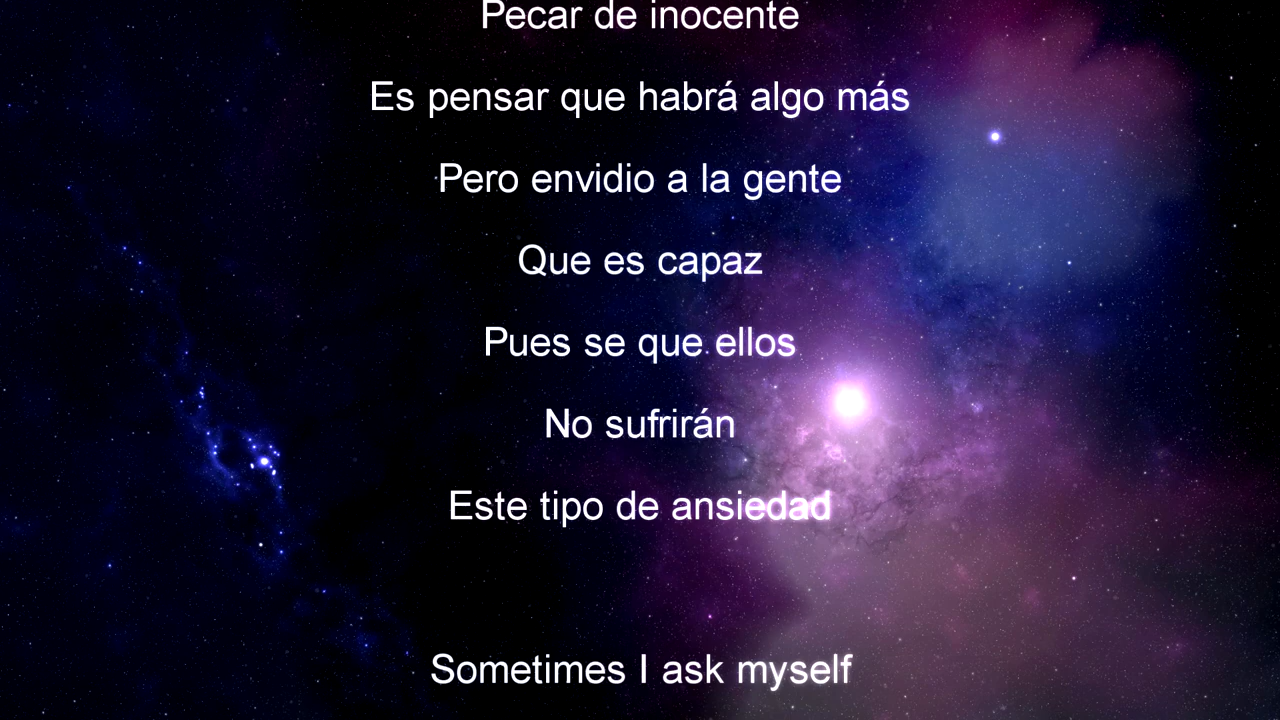 Pecar de inocente
Es pensar que habrá algo más
Pero envidio a la gente
Que es capaz
Pues se que ellos
No sufrirán
Este tipo de ansiedad
Sometimes I ask myself